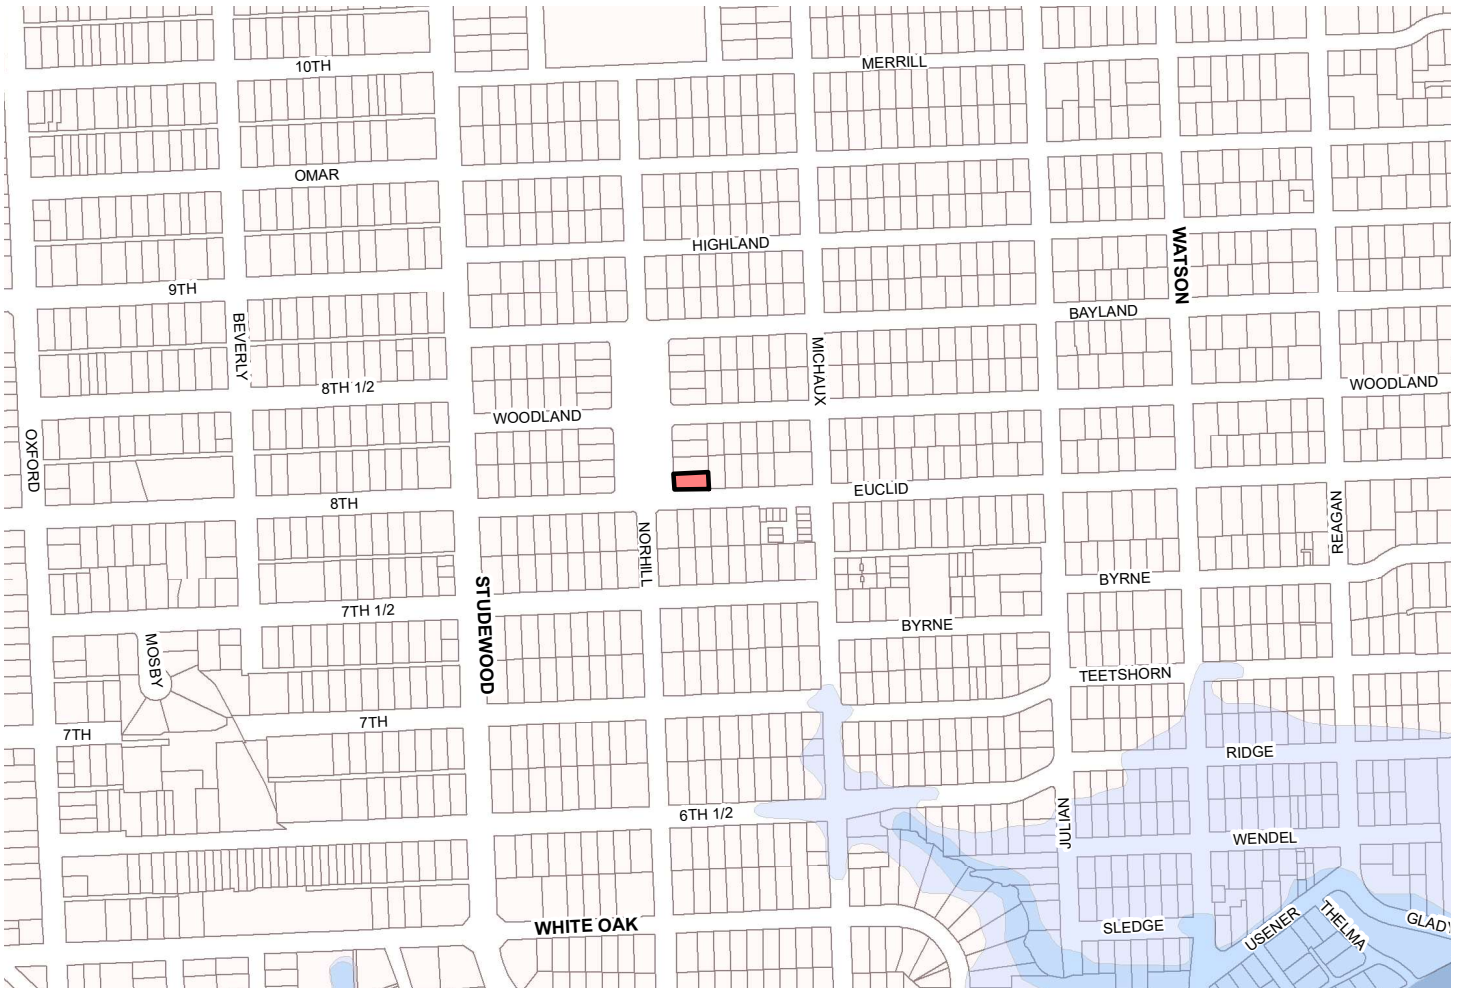 MERRILL
10TH
OMAR
HIGHLAND
WATSON
9TH
BAYLAND
BEVERLY
MICHAUX
8TH 1/2
WOODLAND
WOODLAND
OXFORD
EUCLID
8TH
REAGAN
NORHILL
BYRNE
STUDEWOOD
7TH 1/2
BYRNE
MOSBY
TEETSHORN
7TH
7TH
RIDGE
6TH 1/2
JULIAN
WENDEL
WHITE OAK
SLEDGE
USENER
THELMA
GLADY